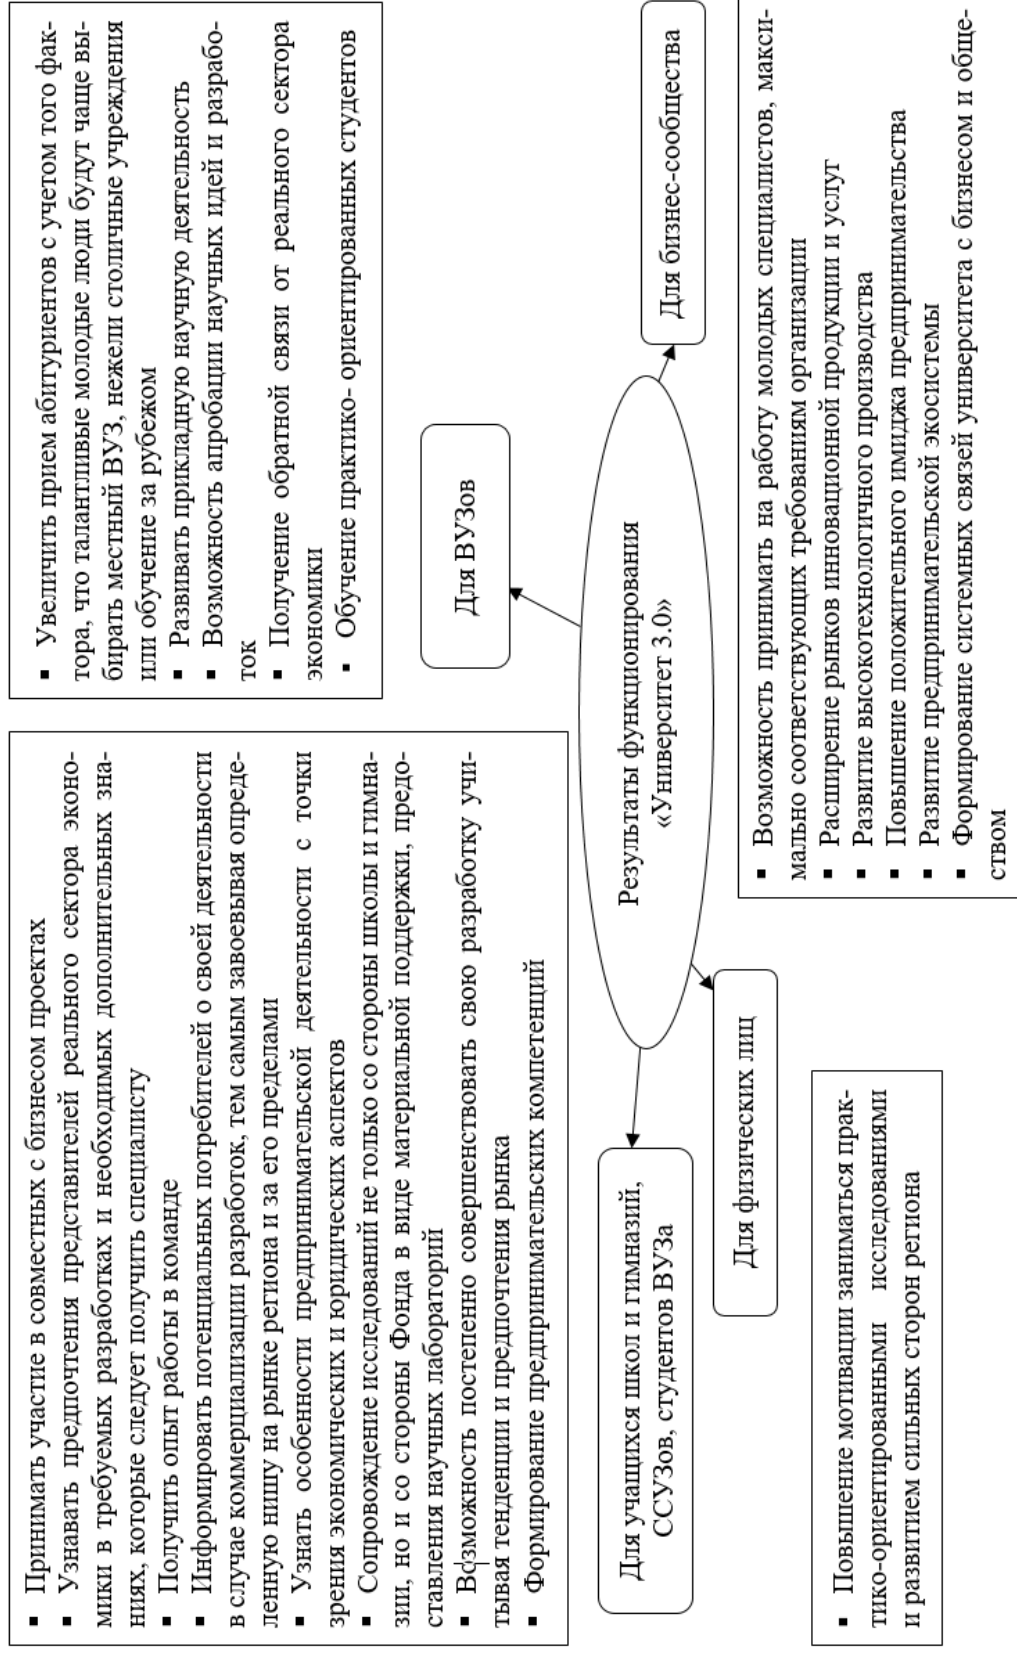 ▪ Принимать участие в совместных с бизнесом проектах
▪ Узнавать предпочтения представителей реального сектора эконо-
мики в требуемых разработках и необходимых дополнительных зна-
ниях, которые следует получить специалисту
▪ Получить опыт работы в команде
▪ Информировать потенциальных потребителей о своей деятельности
в случае коммерциализации разработок, тем самым завоевывая опреде-
ленную нишу на рынке региона и за его пределами
▪ Узнать особенности предпринимательской деятельности с точки
зрения экономических и юридических аспектов
▪ Сопровождение исследований не только со стороны школы и гимна-
зии, но и со стороны Фонда в виде материальной поддержки, предо-
ставления научных лабораторий
▪ Возможность постепенно совершенствовать свою разработку учи-
тывая тенденции и предпочтения рынка
▪ Формирование предпринимательских компетенций
▪ Увеличить прием абитуриентов с учетом того фак-
тора, что талантливые молодые люди будут чаще вы-
бирать местный ВУЗ, нежели столичные учреждения
или обучение за рубежом
▪ Развивать прикладную научную деятельность
▪ Возможность апробации научных идей и разрабо-
ток
▪ Получение обратной связи от реального сектора
экономики
▪ Обучение практико- ориентированных студентов
Для ВУЗов
Для учащихся школ и гимназий,
ССУЗов, студентов ВУЗа
Результаты функционирования
«Университет 3.0»
Для бизнес-сообщества
Для физических лиц
▪ Повышение мотивации заниматься прак-
тико-ориентированными исследованиями
и развитием сильных сторон региона
▪ Возможность принимать на работу молодых специалистов, макси-
мально соответствующих требованиям организации
▪ Расширение рынков инновационной продукции и услуг
▪ Развитие высокотехнологичного производства
▪ Повышение положительного имиджа предпринимательства
▪ Развитие предпринимательской экосистемы
▪ Формирование системных связей университета с бизнесом и обще-
ством